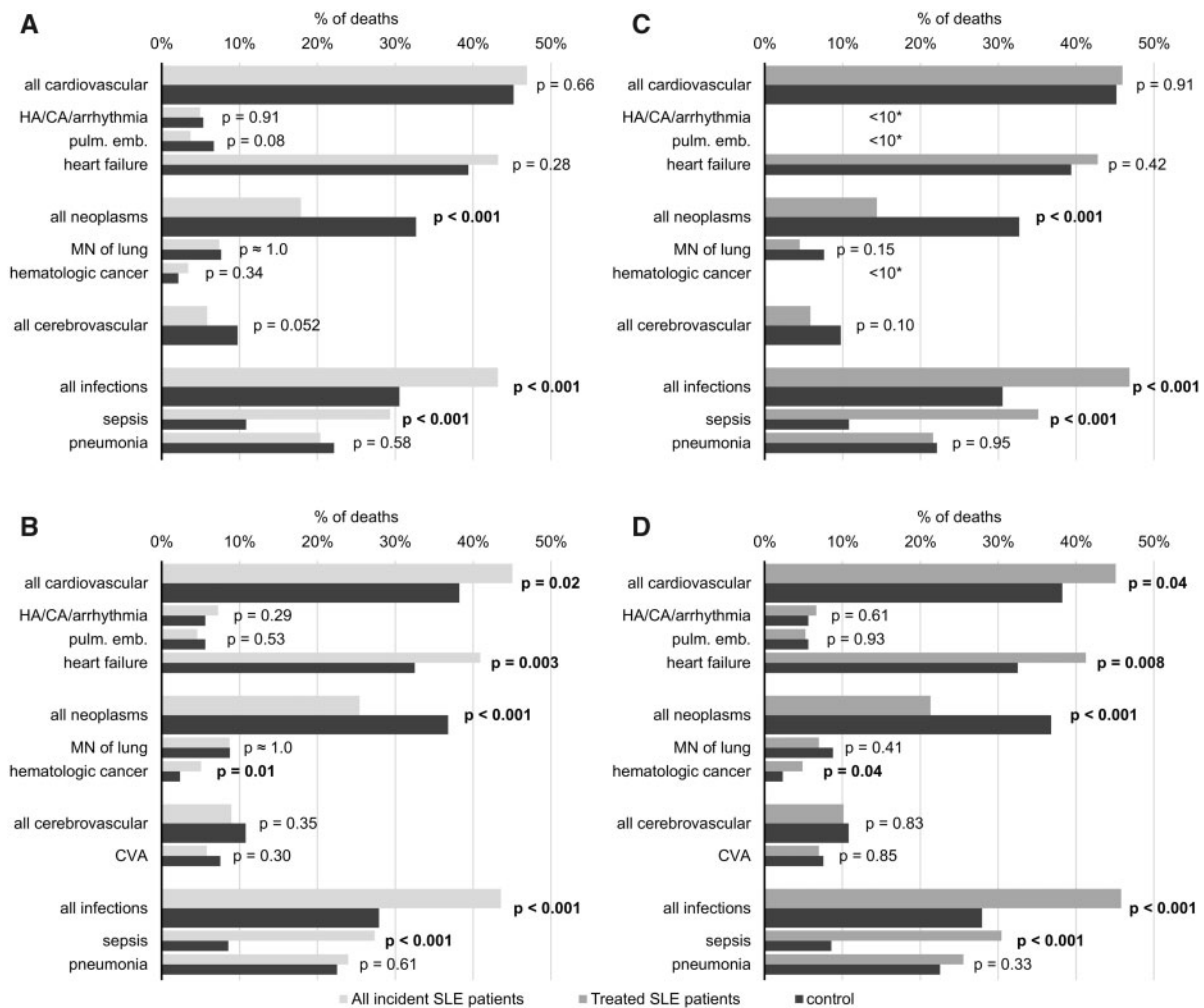 A
% of deaths
0% 10% 20% 30% 40% 50%
all cardiovascular p = 0.66
HA/CA/arrhythmia p = 0.91
pulm. emb. p = 0.08
heart failure p = 0.28
all neoplasms p < 0.001
MN of lung p ≈ 1.0
hematologic cancer p = 0.34
all cerebrovascular p = 0.052
all infections p < 0.001
sepsis p < 0.001
pneumonia p = 0.58
C
% of deaths
0% 10% 20% 30% 40% 50%
all cardiovascular p = 0.91
HA/CA/arrhythmia <10*
pulm. emb. <10*
heart failure p = 0.42
all neoplasms p < 0.001
MN of lung p = 0.15
hematologic cancer <10*
all cerebrovascular p = 0.10
all infections p < 0.001
sepsis p < 0.001
pneumonia p = 0.95
B
% of deaths
0% 10% 20% 30% 40% 50%
all cardiovascular p = 0.02
HA/CA/arrhythmia p = 0.29
pulm. emb. p = 0.53
heart failure p = 0.003
all neoplasms p < 0.001
MN of lung p ≈ 1.0
hematologic cancer p = 0.01
all cerebrovascular p = 0.35
CVA p = 0.30
all infections p < 0.001
sepsis p < 0.001
pneumonia p = 0.61
D
% of deaths
0% 10% 20% 30% 40% 50%
all cardiovascular p = 0.04
HA/CA/arrhythmia p = 0.61
pulm. emb. p = 0.93
heart failure p = 0.008
all neoplasms p < 0.001
MN of lung p = 0.41
hematologic cancer p = 0.04
all cerebrovascular p = 0.83
CVA p = 0.85
all infections p < 0.001
sepsis p < 0.001
pneumonia p = 0.33
All incident SLE patients Treated SLE patients control